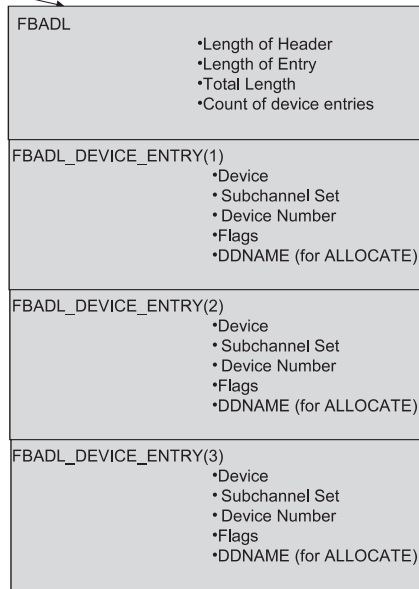 FBADL
•Length of Header
•Length of Entry
•Total Length
•Count of device entries
FBADL_DEVICE_ENTRY(1)
•Device
• Subchannel Set
• Device Number
•Flags
•DDNAME (for ALLOCATE)
FBADL_DEVICE_ENTRY(2)
•Device
• Subchannel Set
• Device Number
•Flags
•DDNAME (for ALLOCATE)
FBADL_DEVICE_ENTRY(3)
•Device
• Subchannel Set
• Device Number
•Flags
•DDNAME (for ALLOCATE)